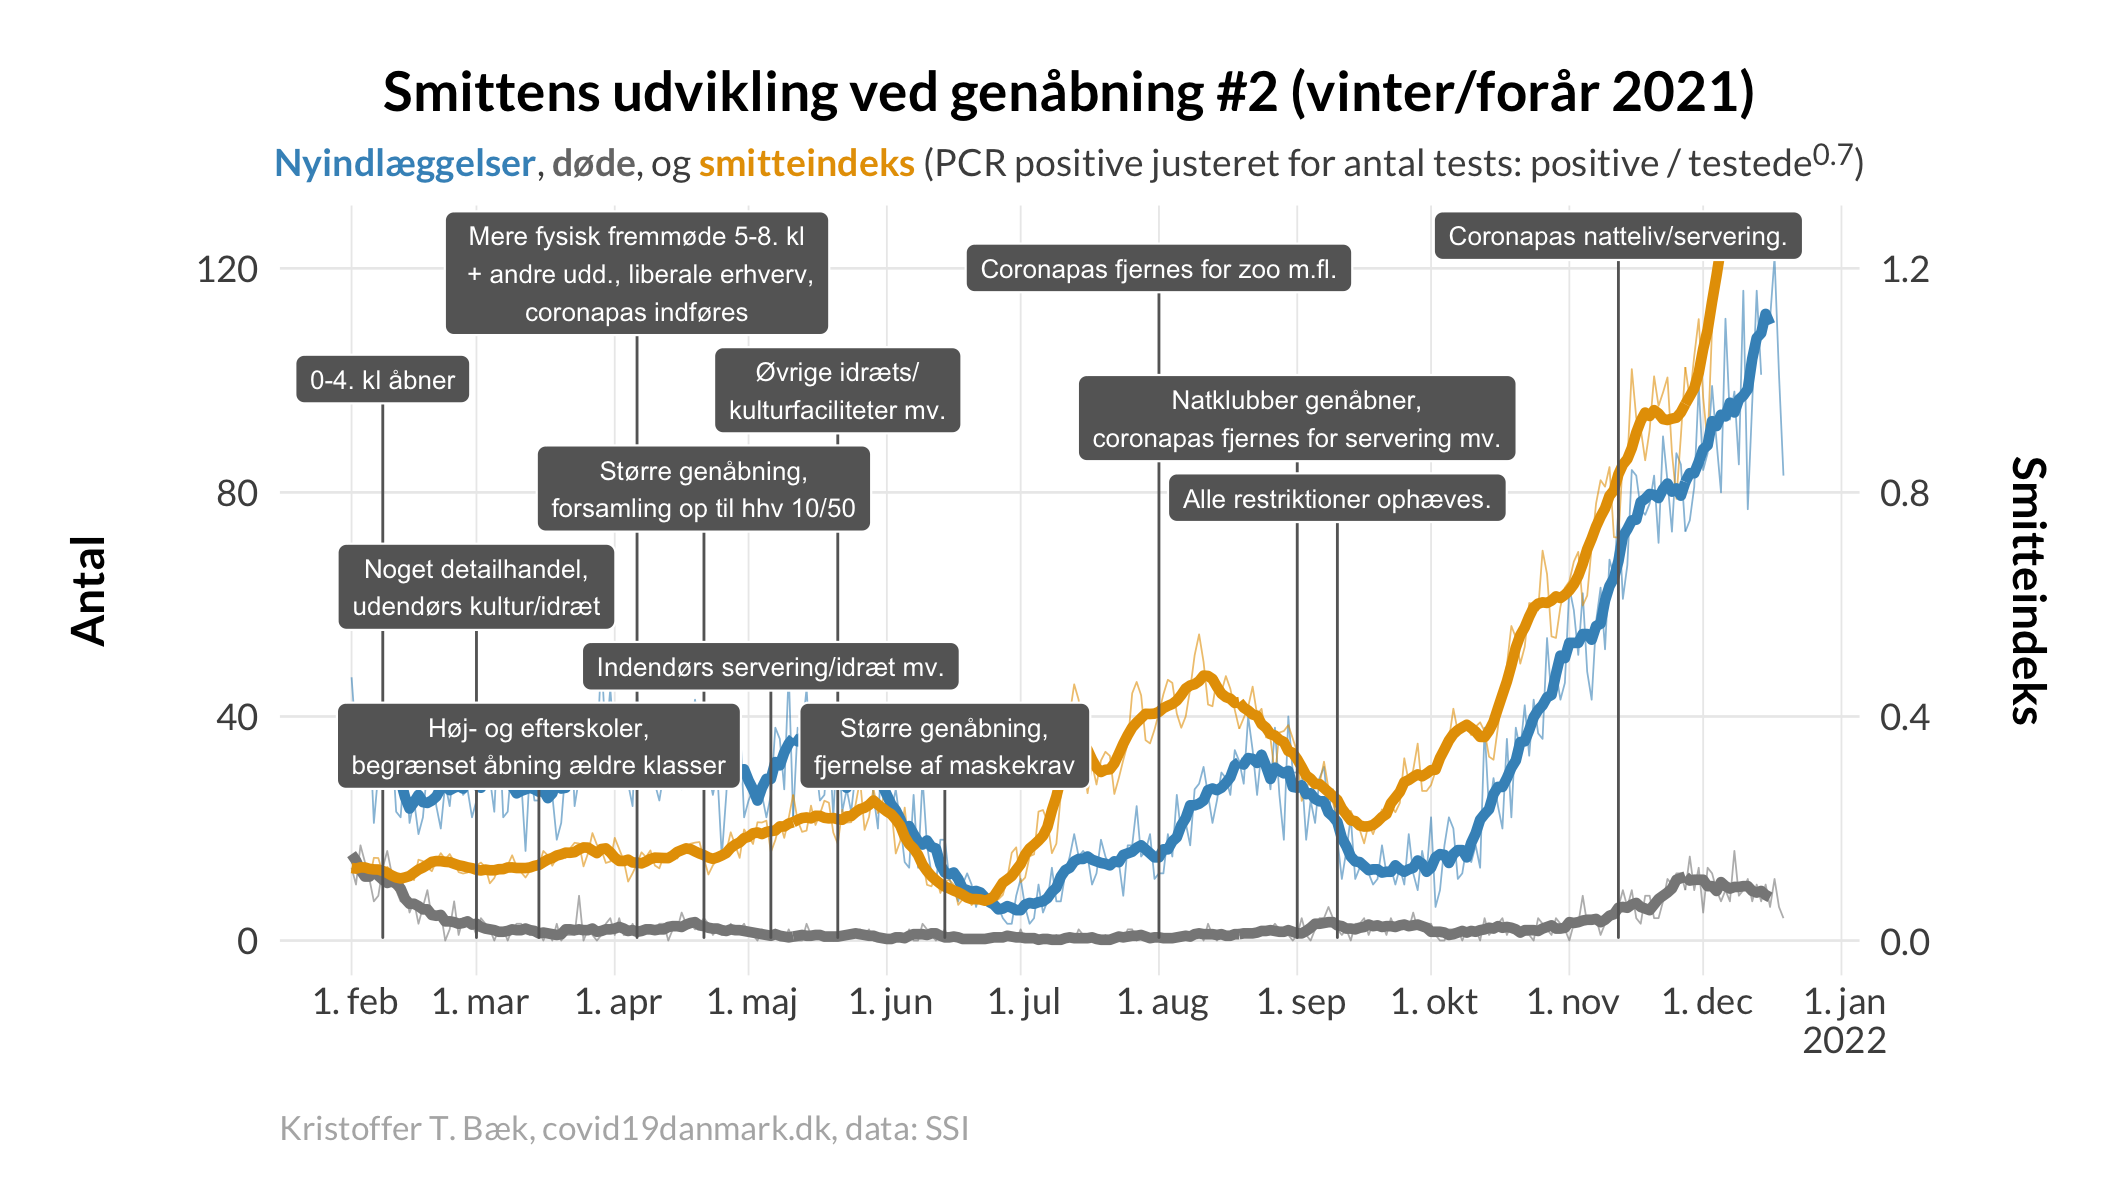 Smittens udvikling ved genåbning #2 (vinter/forår 2021)
Nyindlæggelser, døde, og smitteindeks (PCR positive justeret for antal tests: positive / testede^0.7)
Mere fysisk fremmøde 5-8. kl
+ andre udd., liberale erhverv,
coronapas indføres
Coronapas fjernes for zoo m.fl.
Coronapas natteliv/servering.
0-4. kl åbner
Øvrige idræts/
kulturfaciliteter mv.
Natklubber genåbner,
coronapas fjernes for servering mv.
Større genåbning,
forsamling op til hhv 10/50
Alle restriktioner ophæves.
Noget detailhandel,
udendørs kultur/idræt
Indendørs servering/idræt mv.
Høj- og efterskoler,
begrænset åbning ældre klasser
Større genåbning,
fjernelse af maskekrav
Antal
120
80
40
0
Smitteindeks
1.2
0.8
0.4
0.0
1. feb
1. mar
1. apr
1. maj
1. jun
1. jul
1. aug
1. sep
1. okt
1. nov
1. dec
1. jan
2022
Kristoffer T. Bæk, covid19danmark.dk, data: SSI